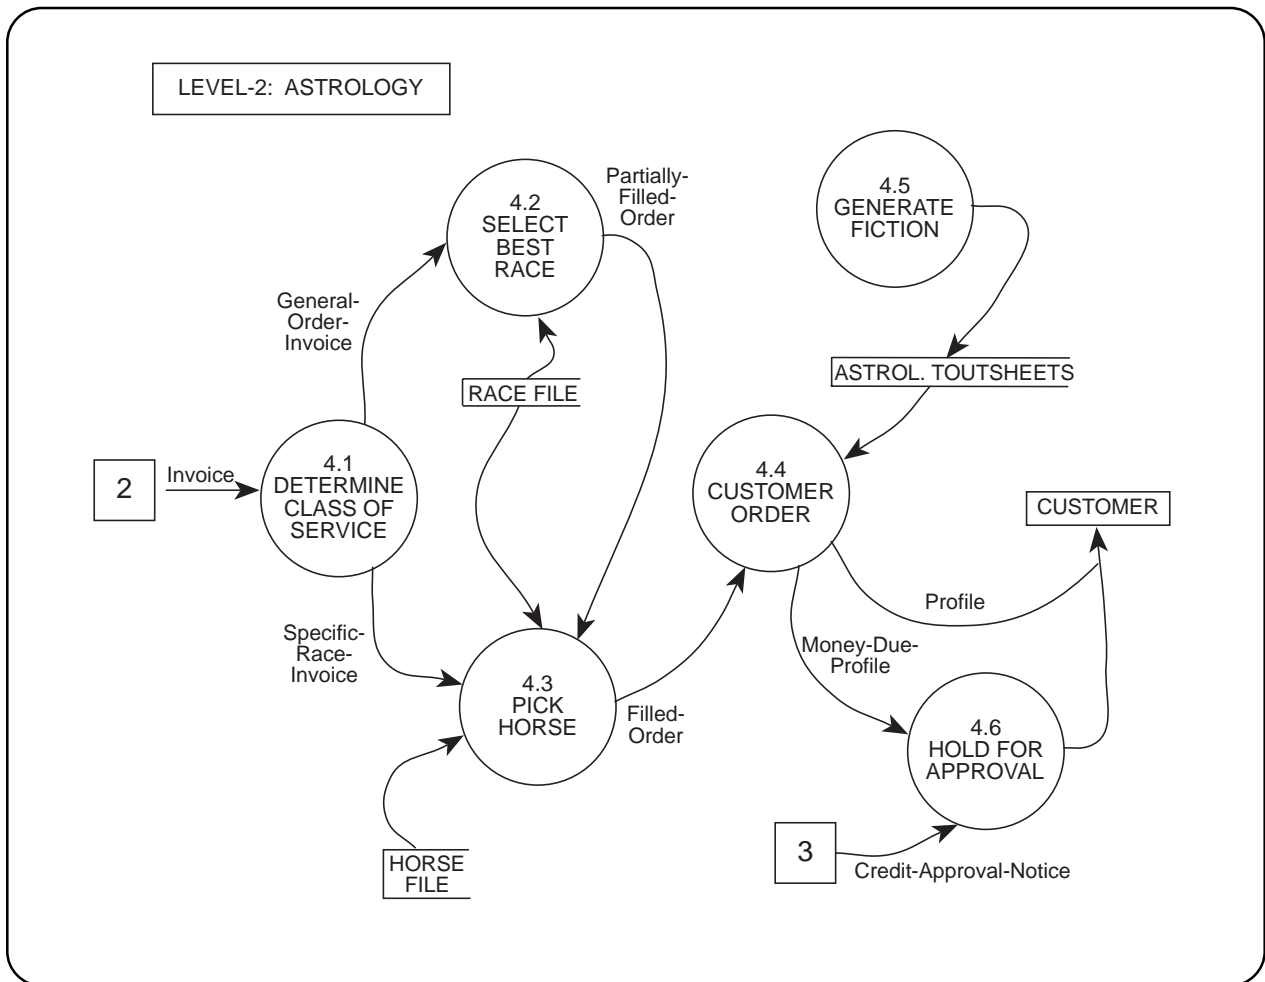 LEVEL-2: ASTROLOGY
4.2
SELECT
BEST
RACE
Partially-
Filled-
Order
4.5
GENERATE
FICTION
General-
Order-
Invoice
RACE FILE
ASTROL. TOUTSHEETS
2
Invoice
4.1
DETERMINE
CLASS OF
SERVICE
4.4
CUSTOMER
ORDER
CUSTOMER
Specific-
Race-
Invoice
Profile
Money-Due-
Profile
4.3
PICK
HORSE
Filled-
Order
4.6
HOLD FOR
APPROVAL
HORSE
FILE
3
Credit-Approval-Notice